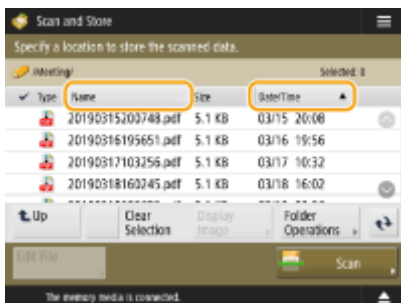 Scan and Store
Specify a location to store the scanned data.
/Meeting/ Selected: 0
Type Name Size Date/Time
20190315200748.pdf 5.1 KB 03/15 20:08
20190316195651.pdf 5.1 KB 03/16 19:56
20190317103256.pdf 5.1 KB 03/17 10:32
20190318160245.pdf 5.1 KB 03/18 16:02
Up Clear Selection Display Image Folder Operations
Edit File Scan
The memory media is connected.